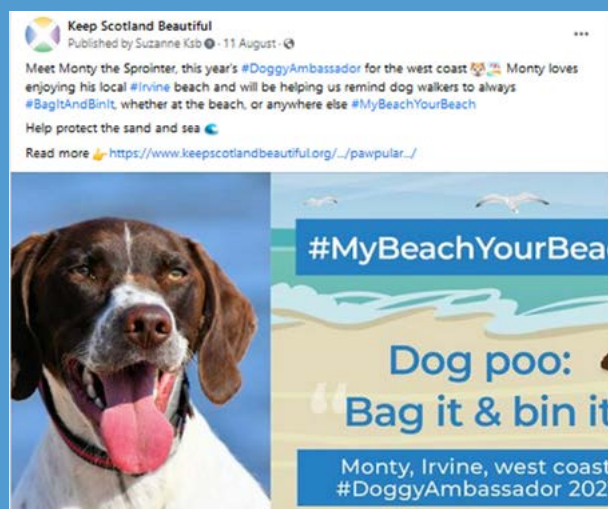 Keep Scotland Beautiful
Published by Suzanne Ksb · 11 August ·
Meet Monty the Sprointer, this year's #DoggyAmbassador for the west coast Monty loves
enjoying his local #Irvine beach and will be helping us remind dog walkers to always
#BagItAndBinIt, whether at the beach, or anywhere else #MyBeachYourBeach
Help protect the sand and sea
Read more 👉 https://www.keepscotlandbeautiful.org/.../pawpular.../
#MyBeachYourBeac
Dog poo:
“Bag it & bin it
Monty, Irvine, west coast
#DoggyAmbassador 202